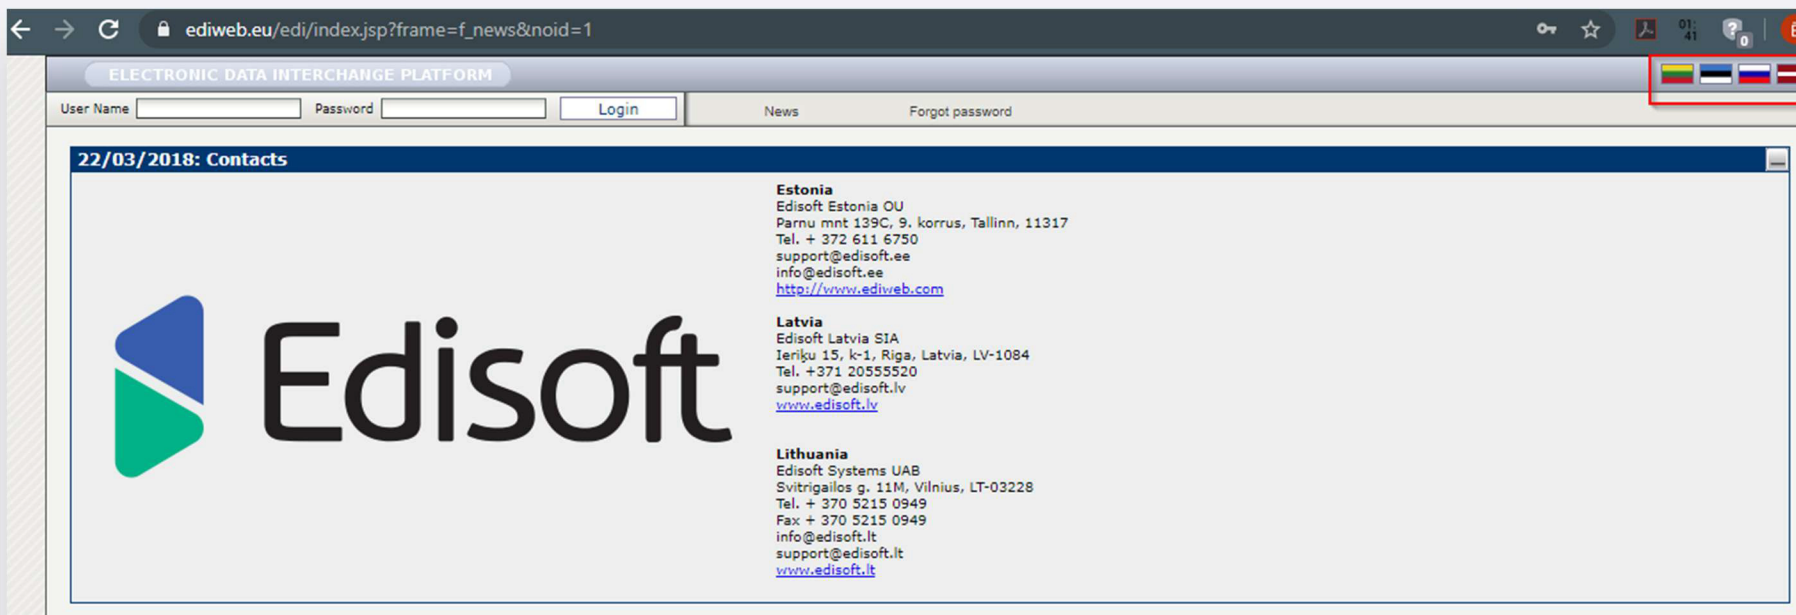 ediweb.eu/edi/index.jsp?frame=f_news&noid=1
01:
41
0
ELECTRONIC DATA INTERCHANGE PLATFORM
User Name Password Login News Forgot password
22/03/2018: Contacts
Edisoft
Estonia
Edisoft Estonia OU
Parnu mnt 139C, 9. korrus, Tallinn, 11317
Tel. + 372 611 6750
support@edisoft.ee
info@edisoft.ee
http://www.ediweb.com
Latvia
Edisoft Latvia SIA
Ieriķu 15, k-1, Riga, Latvia, LV-1084
Tel. +371 20555520
support@edisoft.lv
www.edisoft.lv
Lithuania
Edisoft Systems UAB
Svitrigailos g. 11M, Vilnius, LT-03228
Tel. + 370 5215 0949
Fax + 370 5215 0949
info@edisoft.lt
support@edisoft.lt
www.edisoft.lt